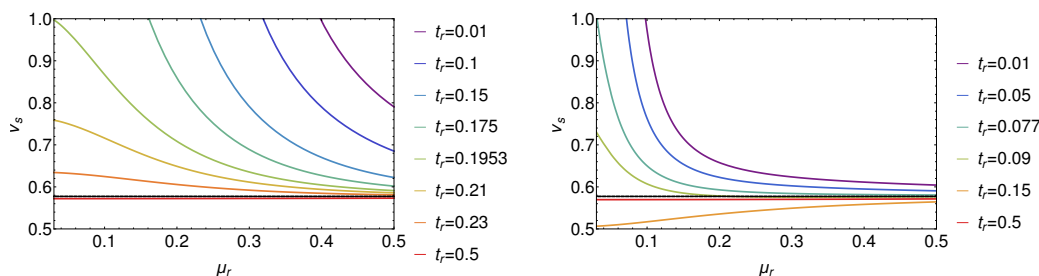 1.0
0.9
0.8
0.7
0.6
0.5
v_s
0.1 0.2 0.3 0.4 0.5
μ_r
t_r=0.01
t_r=0.1
t_r=0.15
t_r=0.175
t_r=0.1953
t_r=0.21
t_r=0.23
t_r=0.5
1.0
0.9
0.8
0.7
0.6
0.5
v_s
0.1 0.2 0.3 0.4 0.5
μ_r
t_r=0.01
t_r=0.05
t_r=0.077
t_r=0.09
t_r=0.15
t_r=0.5